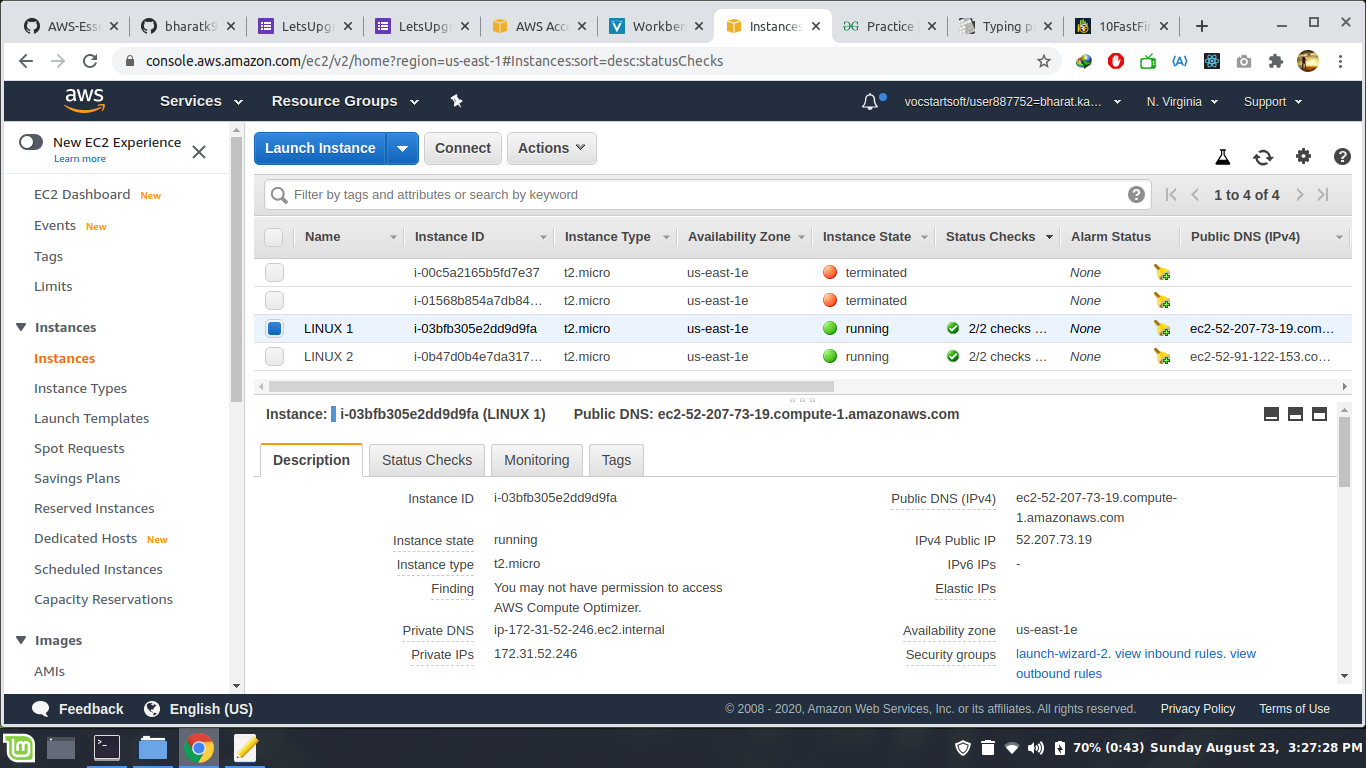 AWS-Esse
bharatk9
LetsUpgr
LetsUpgr
AWS Acc
Workben
Instances
Practice
Typing pr
10FastFin
console.aws.amazon.com/ec2/v2/home?region=us-east-1#Instances:sort=desc:statusChecks
aws
Services
Resource Groups
vocstartsoft/user887752=bharat.ka...
N. Virginia
Support
New EC2 Experience
Learn more
EC2 Dashboard New
Events New
Tags
Limits
Instances
Instances
Instance Types
Launch Templates
Spot Requests
Savings Plans
Reserved Instances
Dedicated Hosts New
Scheduled Instances
Capacity Reservations
Images
AMIs
Launch Instance
Connect
Actions
Filter by tags and attributes or search by keyword
1 to 4 of 4
Name Instance ID Instance Type Availability Zone Instance State Status Checks Alarm Status Public DNS (IPv4)
i-00c5a2165b5fd7e37 t2.micro us-east-1e terminated None
i-01568b854a7db84... t2.micro us-east-1e terminated None
LINUX 1 i-03bfb305e2dd9d9fa t2.micro us-east-1e running 2/2 checks ... None ec2-52-207-73-19.com...
LINUX 2 i-0b47d0b4e7da317... t2.micro us-east-1e running 2/2 checks ... None ec2-52-91-122-153.co...
Instance: i-03bfb305e2dd9d9fa (LINUX 1) Public DNS: ec2-52-207-73-19.compute-1.amazonaws.com
Description
Status Checks
Monitoring
Tags
Instance ID i-03bfb305e2dd9d9fa
Instance state running
Instance type t2.micro
Finding You may not have permission to access
AWS Compute Optimizer.
Private DNS ip-172-31-52-246.ec2.internal
Private IPs 172.31.52.246
Public DNS (IPv4) ec2-52-207-73-19.compute-
1.amazonaws.com
IPv4 Public IP 52.207.73.19
IPv6 IPs -
Elastic IPs
Availability zone us-east-1e
Security groups launch-wizard-2. view inbound rules. view
outbound rules
Feedback
English (US)
© 2008 - 2020, Amazon Web Services, Inc. or its affiliates. All rights reserved.
Privacy Policy
Terms of Use
70% (0:43) Sunday August 23, 3:27:28 PM